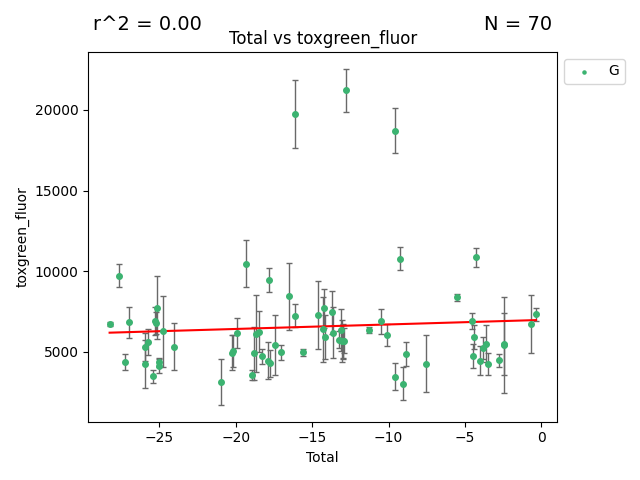 r^2 = 0.00
N = 70
Total vs toxgreen_fluor
G
toxgreen_fluor
20000
15000
10000
5000
−25
−20
−15
−10
−5
0
Total